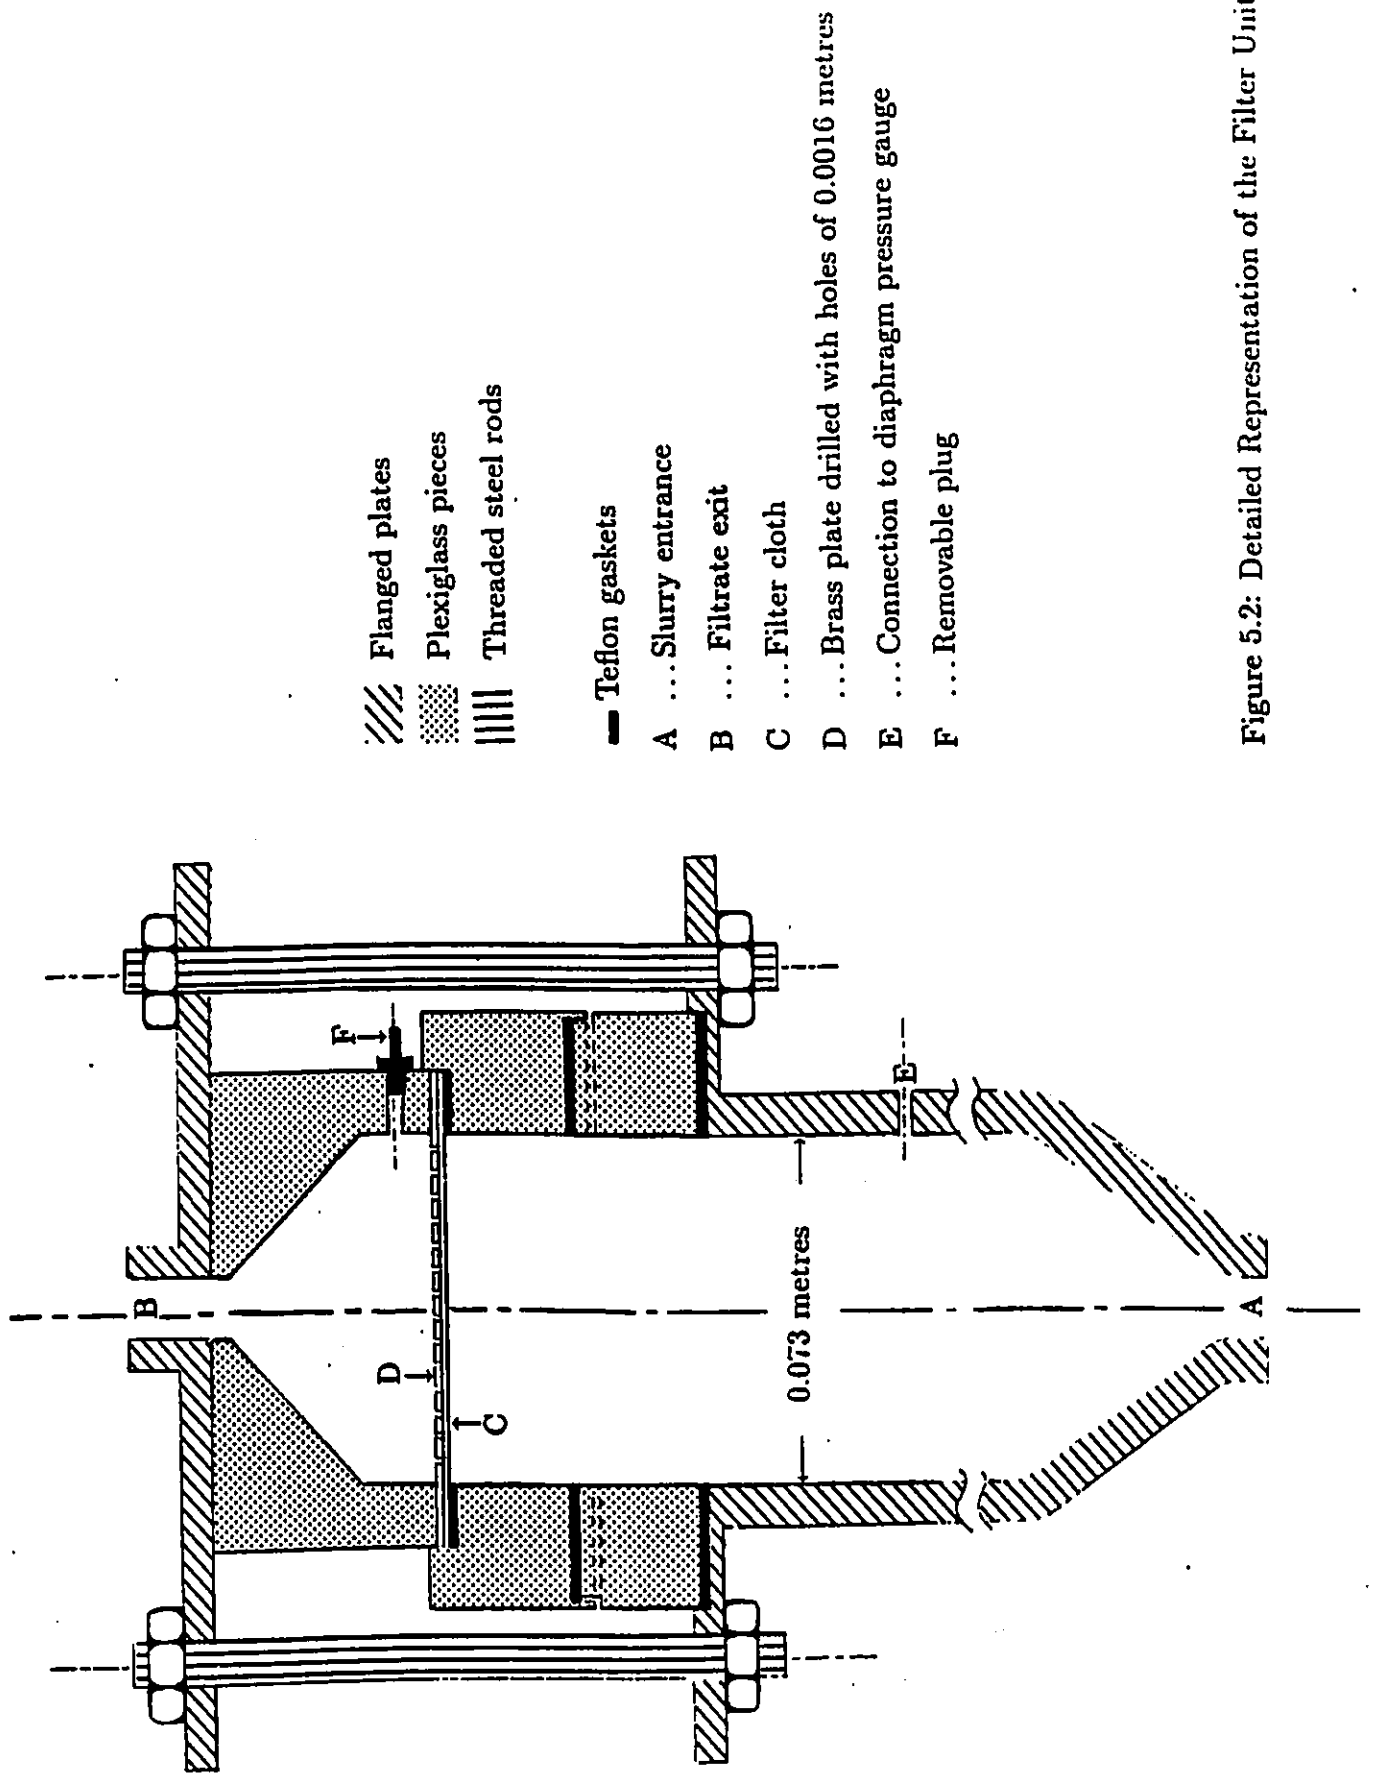 B
F
D
C
0.073 metres
E
A
Flanged plates
Plexiglass pieces
Threaded steel rods
Teflon gaskets
A ...Slurry entrance
B ...Filtrate exit
C ...Filter cloth
D ...Brass plate drilled with holes of 0.0016 metres
E ...Connection to diaphragm pressure gauge
F ...Removable plug
Figure 5.2: Detailed Representation of the Filter Unit